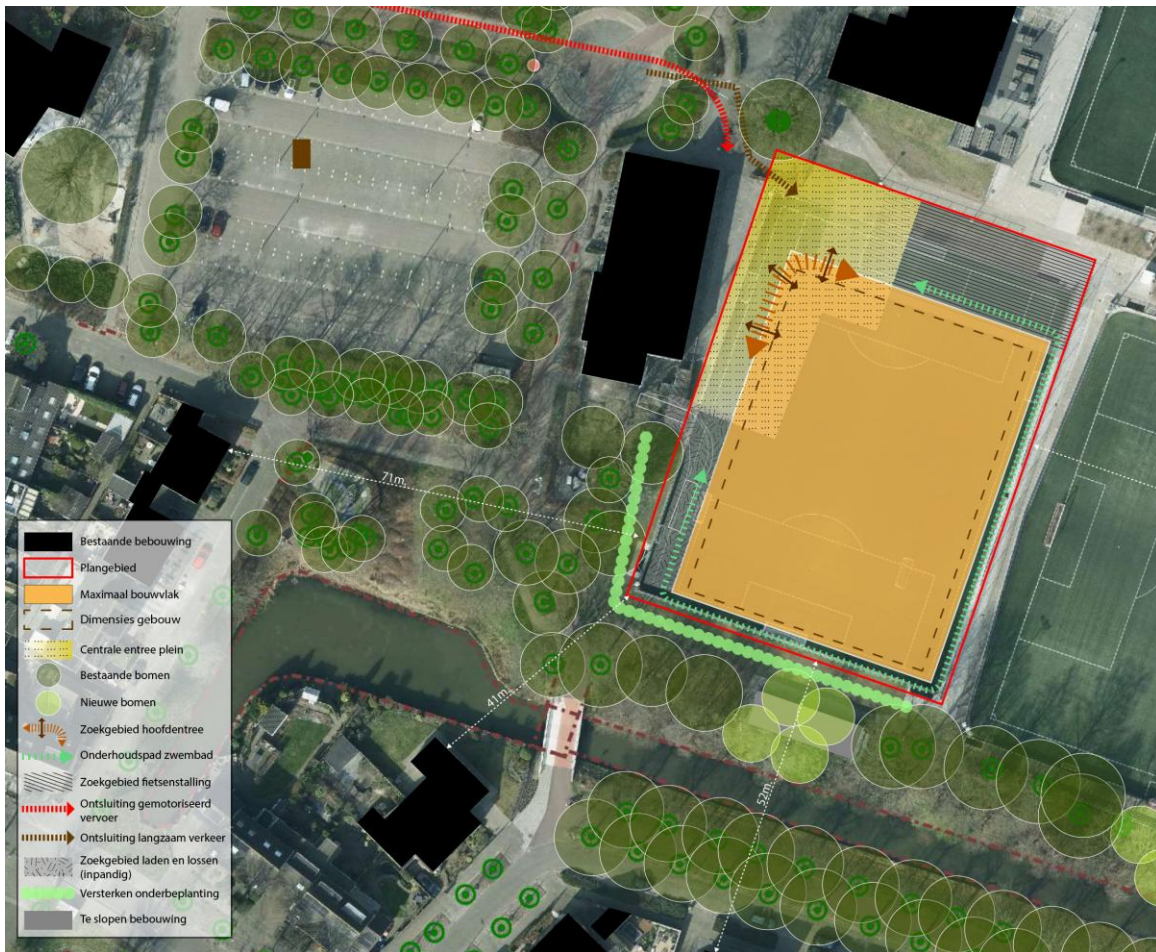 71m
41m
52m
Bestaande bebouwing
Plangebied
Maximaal bouwvlak
Dimensies gebouw
Centrale entree plein
Bestaande bomen
Nieuwe bomen
Zoekgebied hoofdentree
Onderhoudspad zwembad
Zoekgebied fietsenstalling
Ontsluiting gemotoriseerd
vervoer
Ontsluiting langzaam verkeer
Zoekgebied laden en lossen
(inpandig)
Versterken onderbeplanting
Te slopen bebouwing